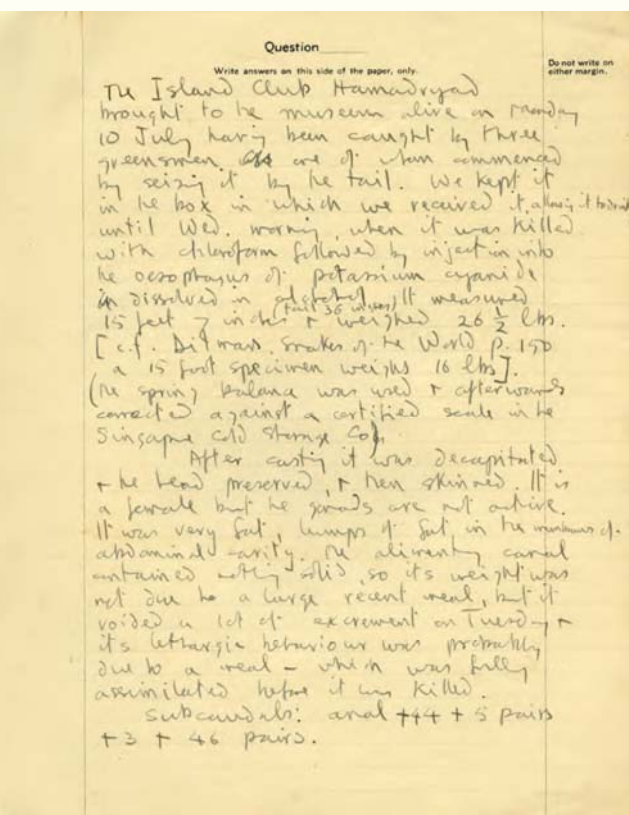 Question
Write answers on this side of the paper, only.
Do not write on
either margin.
The Island Club Hamadryad
brought to the museum alive on Monday
10 July having been caught by three
greensmen one of whom commenced
by seizing it by the tail. We kept it
in the box in which we received it, allowing it to drink
until Wed. morning, when it was killed
with chloroform followed by injection into
the oesophagus of potassium cyanide
dissolved in alcohol. It measured
(tail 36 inches)
15 feet 7 inches + weighed 26 ½ lbs.
[c.f. Ditmars. Snakes of the World p. 150
a 15 foot specimen weighs 16 lbs].
(The spring balance was used + afterwards
corrected against a certified scale in the
Singapore Cold Storage Co).
After casting it was decapitated
+ the head preserved, + then skinned. It is
a female but the gonads are not active.
It was very fat, lumps of fat in the of
abdominal cavity. The alimentary canal
contained nothing solid, so its weight was
not due to a large recent meal, but it
voided a lot of excrement on Tuesday +
its lethargic behaviour was probably
due to a meal – which was fully
assimilated before it was killed.
Subcaudals: anal +44 + 5 pairs
+3 + 46 pairs.